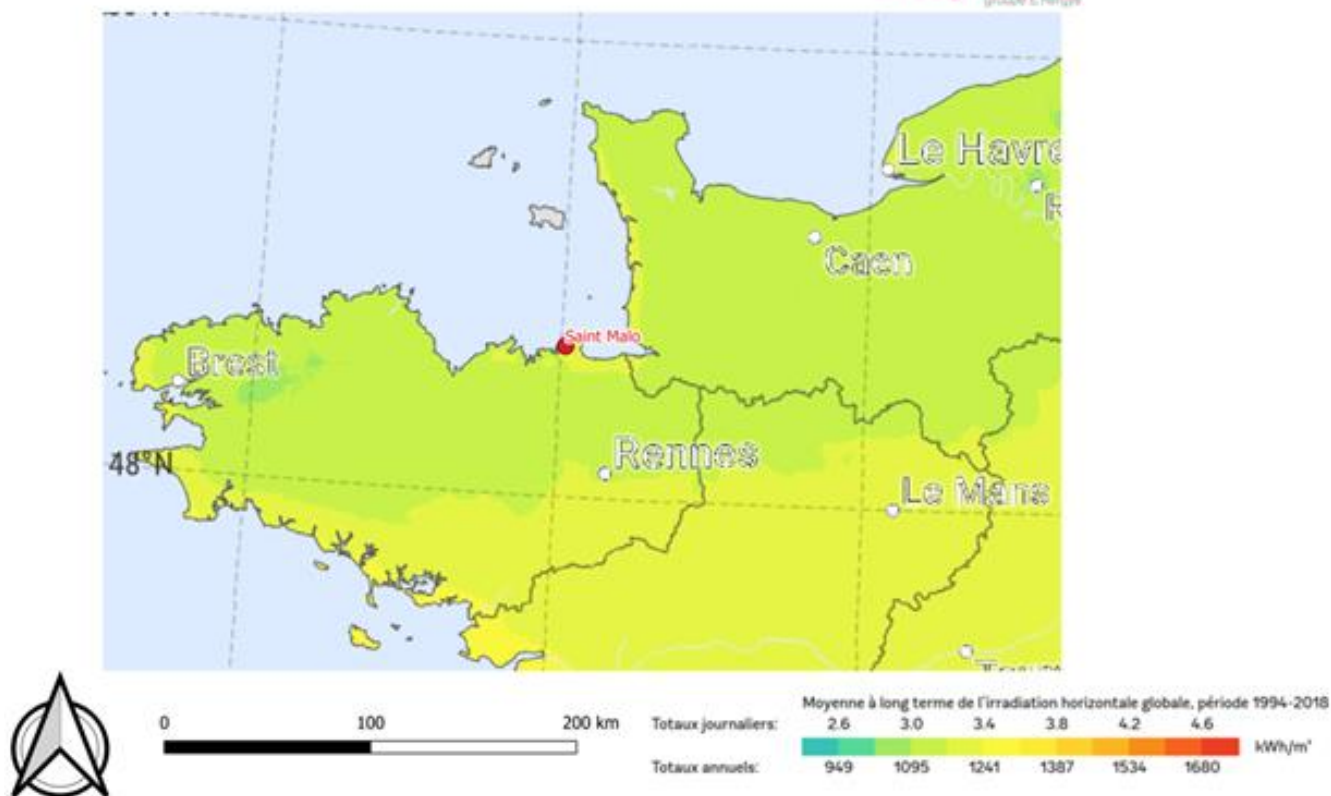 Le Havre
Caen
Saint Malo
Brest
Rennes
48°N
Le Mans
0 100 200 km
Moyenne à long terme de l'irradiation horizontale globale, période 1994-2018
Totaux journaliers: 2.6 3.0 3.4 3.8 4.2 4.6
kWh/m²
Totaux annuels: 949 1095 1241 1387 1534 1680